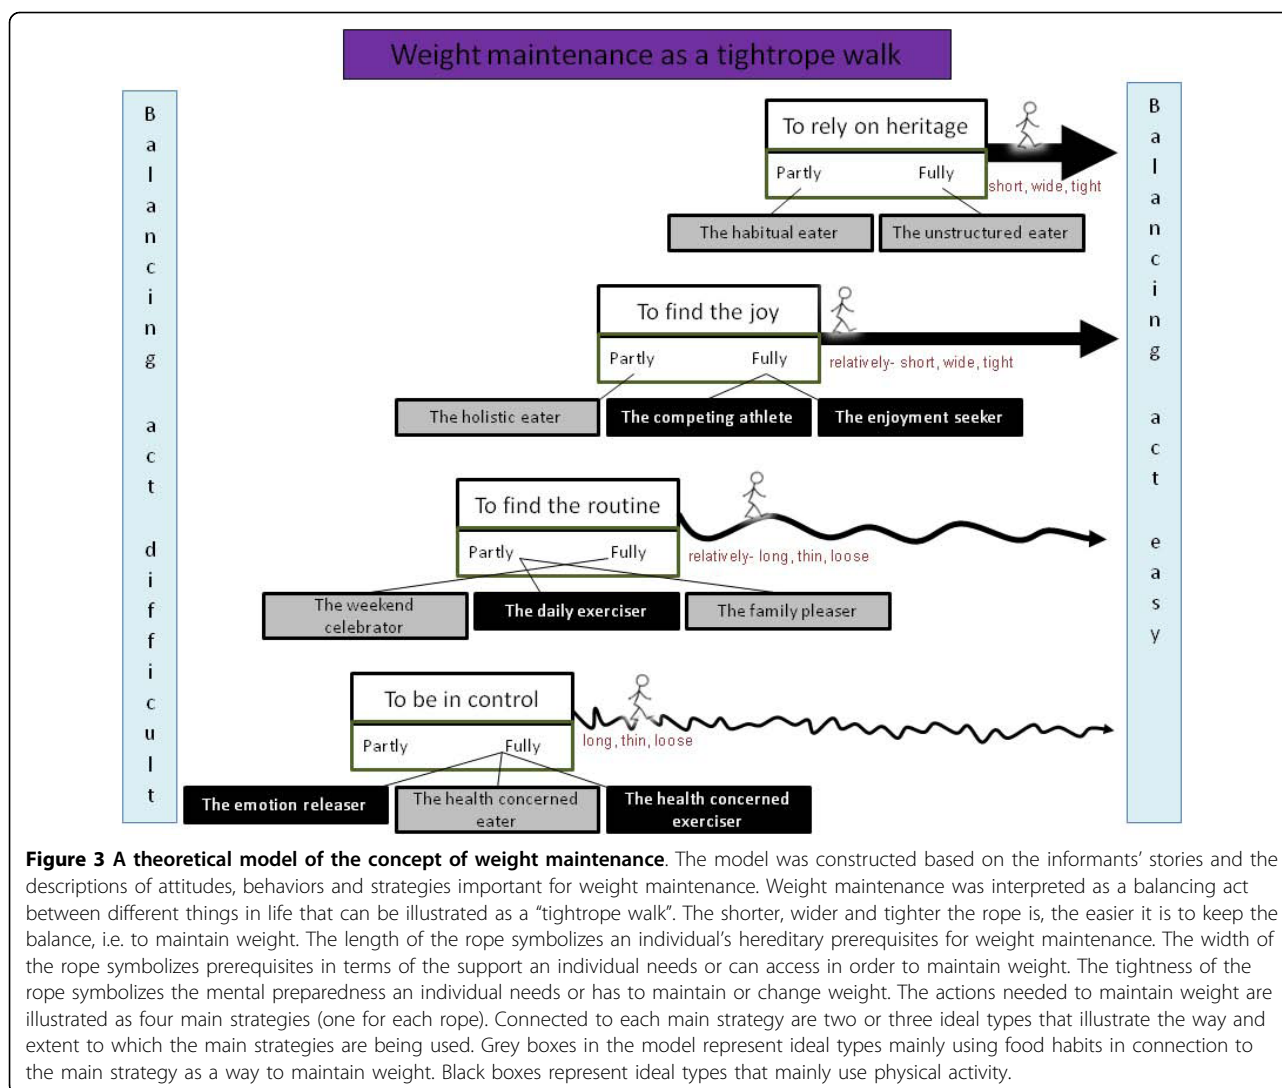 Weight maintenance as a tightrope walk
Balancing act difficult
Balancing act easy
To rely on heritage
Partly Fully
short, wide, tight
The habitual eater
The unstructured eater
To find the joy
Partly Fully
relatively- short, wide, tight
The holistic eater
The competing athlete
The enjoyment seeker
To find the routine
Partly Fully
relatively- long, thin, loose
The weekend
celebrator
The daily exerciser
The family pleaser
To be in control
Partly Fully
long, thin, loose
The emotion releaser
The health concerned
eater
The health concerned
exerciser
Figure 3 A theoretical model of the concept of weight maintenance. The model was constructed based on the informants’ stories and the
descriptions of attitudes, behaviors and strategies important for weight maintenance. Weight maintenance was interpreted as a balancing act
between different things in life that can be illustrated as a “tightrope walk”. The shorter, wider and tighter the rope is, the easier it is to keep the
balance, i.e. to maintain weight. The length of the rope symbolizes an individual’s hereditary prerequisites for weight maintenance. The width of
the rope symbolizes prerequisites in terms of the support an individual needs or can access in order to maintain weight. The tightness of the
rope symbolizes the mental preparedness an individual needs or has to maintain or change weight. The actions needed to maintain weight are
illustrated as four main strategies (one for each rope). Connected to each main strategy are two or three ideal types that illustrate the way and
extent to which the main strategies are being used. Grey boxes in the model represent ideal types mainly using food habits in connection to
the main strategy as a way to maintain weight. Black boxes represent ideal types that mainly use physical activity.